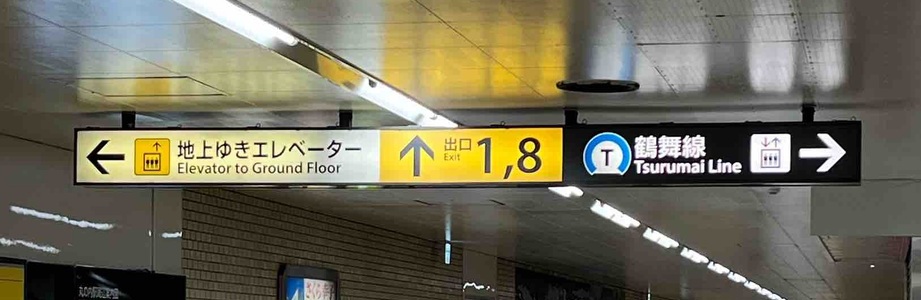 地上ゆきエレベーター
Elevator to Ground Floor
出口
Exit
1,8
T
鶴舞線
Tsurumai Line